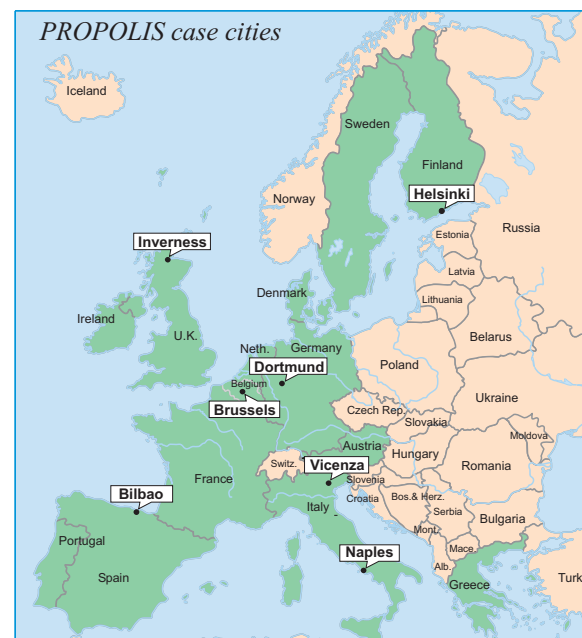 PROPOLIS case cities
Iceland
Sweden
Finland
Norway
Helsinki
Russia
Estonia
Inverness
Latvia
Denmark
Lithuania
Ireland
U.K.
Belarus
Neth.
Germany
Dortmund
Poland
Belgium
Brussels
Ukraine
Czech Rep.
Slovakia
Moldova
Austria
Hungary
Switz.
Vicenza
Romania
France
Slovenia
Bilbao
Croatia
Bos.& Herz.
Italy
Serbia
Bulgaria
Mont.
Portugal
Naples
Mace.
Alb.
Spain
Greece
Turk